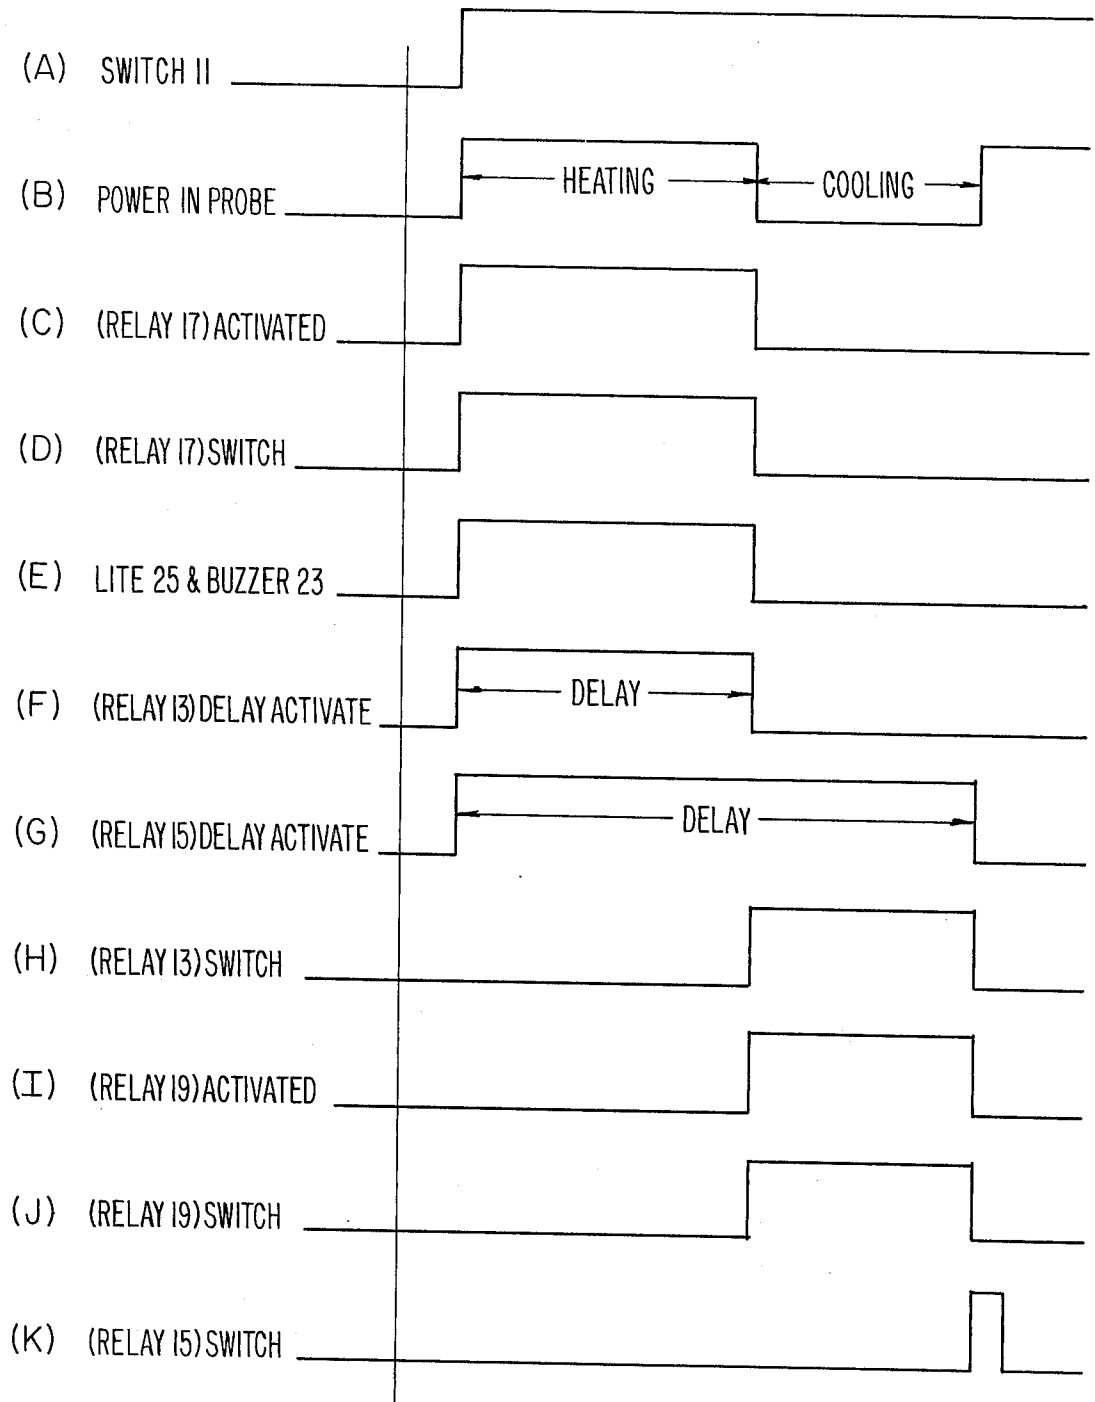 (A) SWITCH 11
(B) POWER IN PROBE
HEATING
COOLING
(C) (RELAY 17) ACTIVATED
(D) (RELAY 17) SWITCH
(E) LITE 25 & BUZZER 23
(F) (RELAY 13) DELAY ACTIVATE
DELAY
(G) (RELAY 15) DELAY ACTIVATE
DELAY
(H) (RELAY 13) SWITCH
(I) (RELAY 19) ACTIVATED
(J) (RELAY 19) SWITCH
(K) (RELAY 15) SWITCH